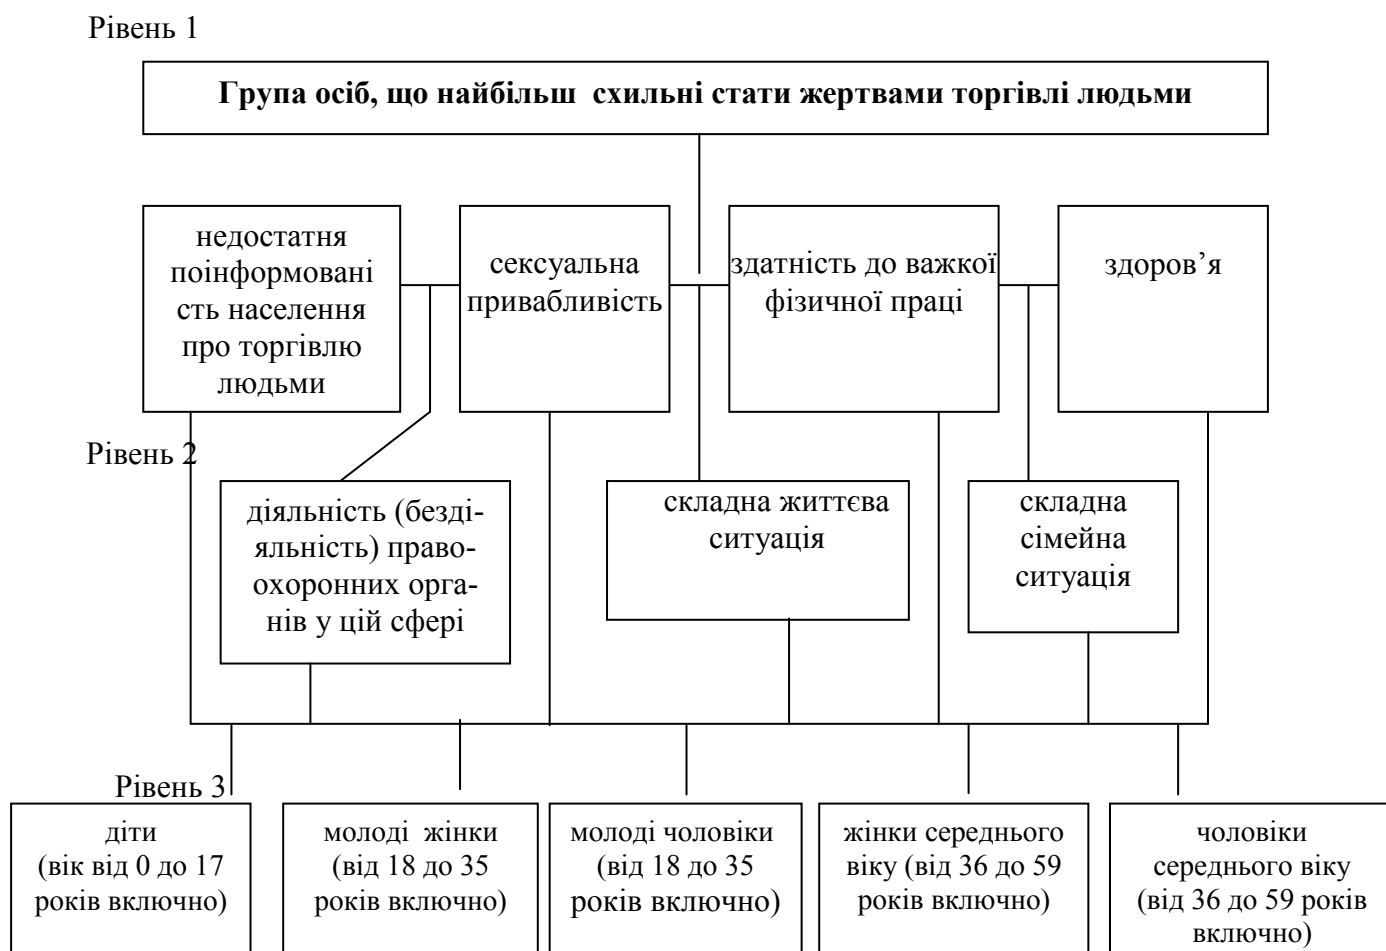 Рівень 1
Група осіб, що найбільш схильні стати жертвами торгівлі людьми
недостатня
поінформовані
сть населення
про торгівлю
людьми
сексуальна
привабливість
здатність до важкої
фізичної праці
здоров’я
Рівень 2
діяльність (безді-
яльність) право-
охоронних орга-
нів у цій сфері
складна життєва
ситуація
складна
сімейна
ситуація
Рівень 3
діти
(вік від 0 до 17
років включно)
молоді жінки
(від 18 до 35
років включно)
молоді чоловіки
(від 18 до 35
років включно)
жінки середнього
віку (від 36 до 59
років включно)
чоловіки
середнього віку
(від 36 до 59 років
включно)